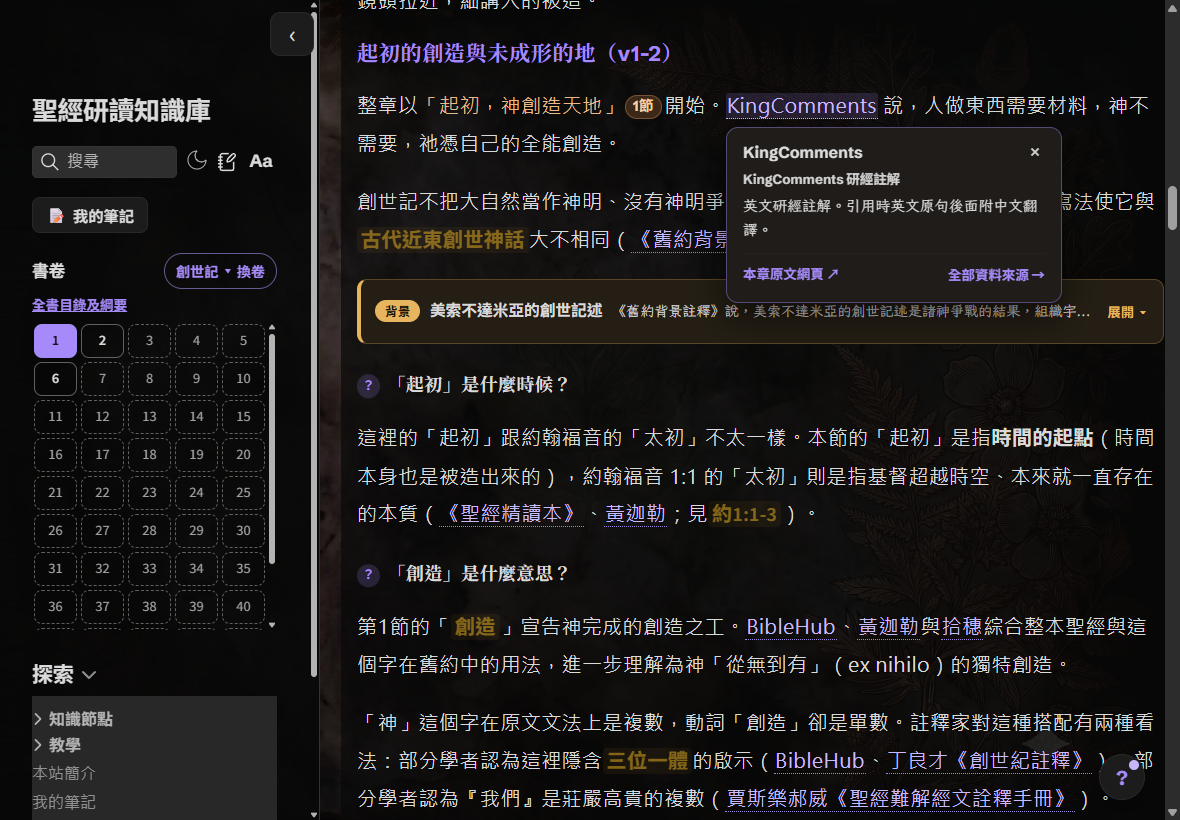 ‹
聖經研讀知識庫
搜尋
Aa
我的筆記
書卷
創世記 ▾ 換卷
全書目錄及綱要
1 2 3 4 5
6 7 8 9 10
11 12 13 14 15
16 17 18 19 20
21 22 23 24 25
26 27 28 29 30
31 32 33 34 35
36 37 38 39 40
探索
知識節點
教學
本站簡介
我的筆記
鏡頭拉近，細講人的被造。
起初的創造與未成形的地（v1-2）
整章以「起初，神創造天地」1節 開始。KingComments 說，人做東西需要材料，神不
需要，祂憑自己的全能創造。
創世記不把大自然當作神明、沒有神明爭
寫法使它與
古代近東創世神話 大不相同（《舊約背景
KingComments ×
KingComments 研經註解
英文研經註解。引用時英文原句後面附中文翻
譯。
本章原文網頁 ↗ 全部資料來源 →
背景 美索不達米亞的創世記述 《舊約背景註釋》說，美索不達米亞的創世記述是諸神爭戰的結果，組織宇… 展開 ▾
? 「起初」是什麼時候？
這裡的「起初」跟約翰福音的「太初」不太一樣。本節的「起初」是指時間的起點（時間
本身也是被造出來的），約翰福音 1:1 的「太初」則是指基督超越時空、本來就一直存在
的本質（《聖經精讀本》、黃迦勒；見 約1:1-3 ）。
? 「創造」是什麼意思？
第1節的「 創造 」宣告神完成的創造之工。BibleHub、黃迦勒與拾穗綜合整本聖經與這
個字在舊約中的用法，進一步理解為神「從無到有」（ex nihilo）的獨特創造。
「神」這個字在原文文法上是複數，動詞「創造」卻是單數。註釋家對這種搭配有兩種看
法：部分學者認為這裡隱含 三位一體 的啟示（BibleHub、丁良才《創世紀註釋》）、部
分學者認為『我們』是莊嚴高貴的複數（賈斯樂郝威《聖經難解經文詮釋手冊》）。
?